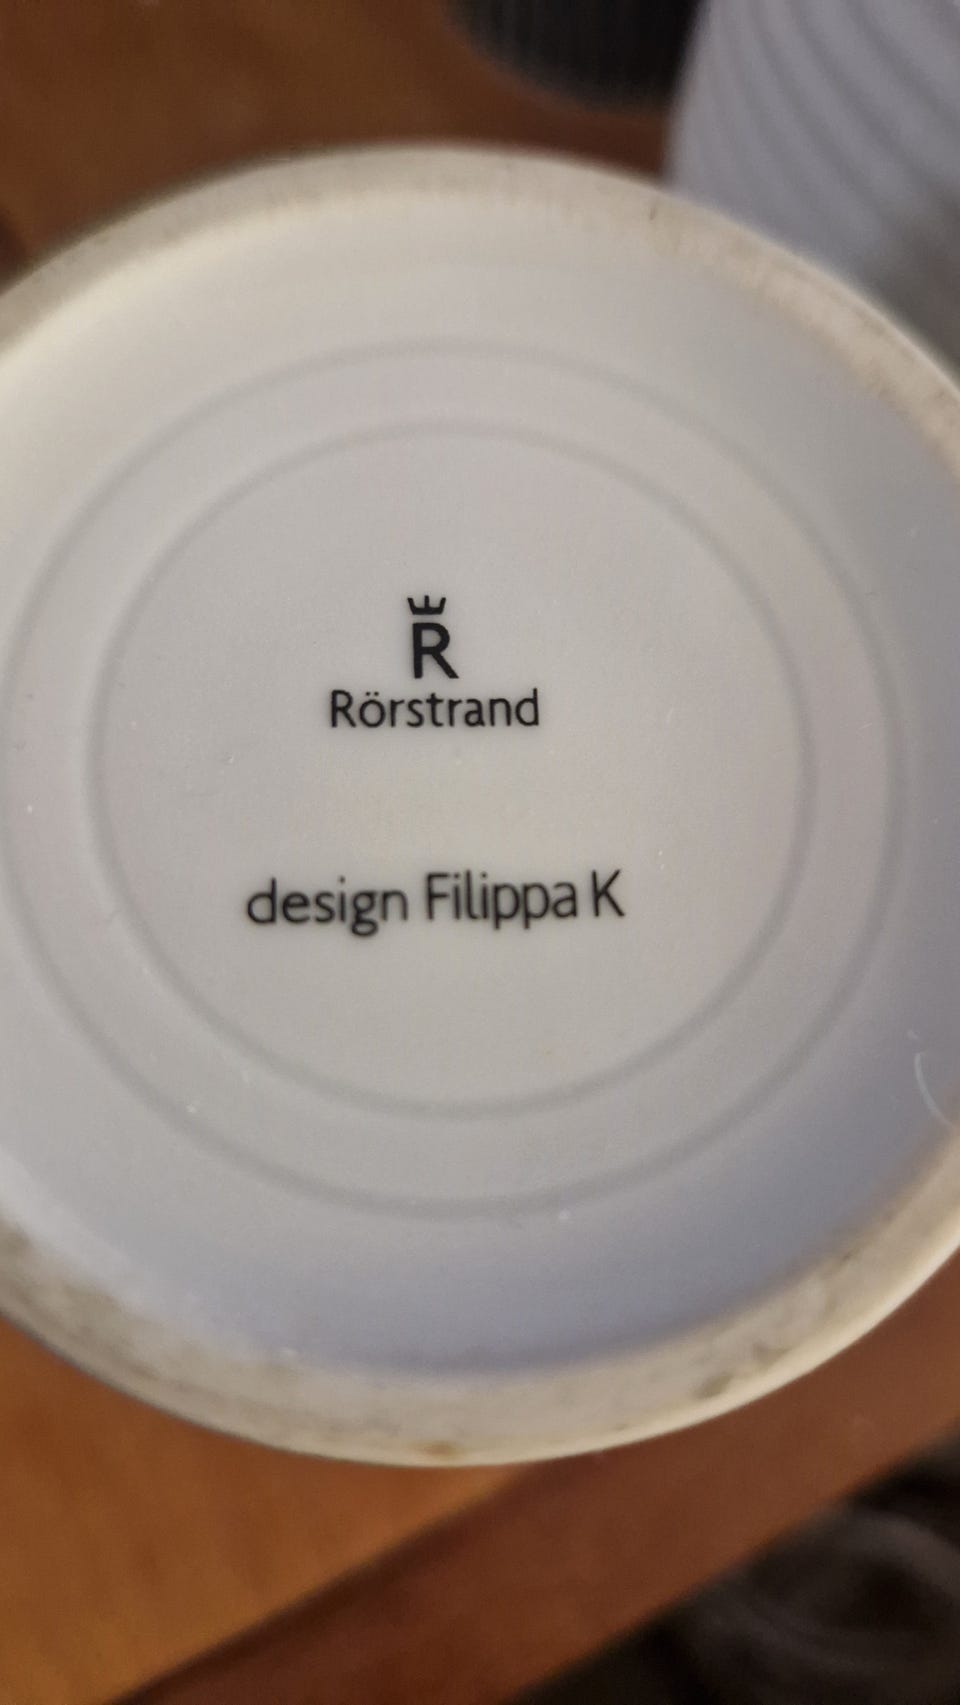 R
Rörstrand
design Filippa K